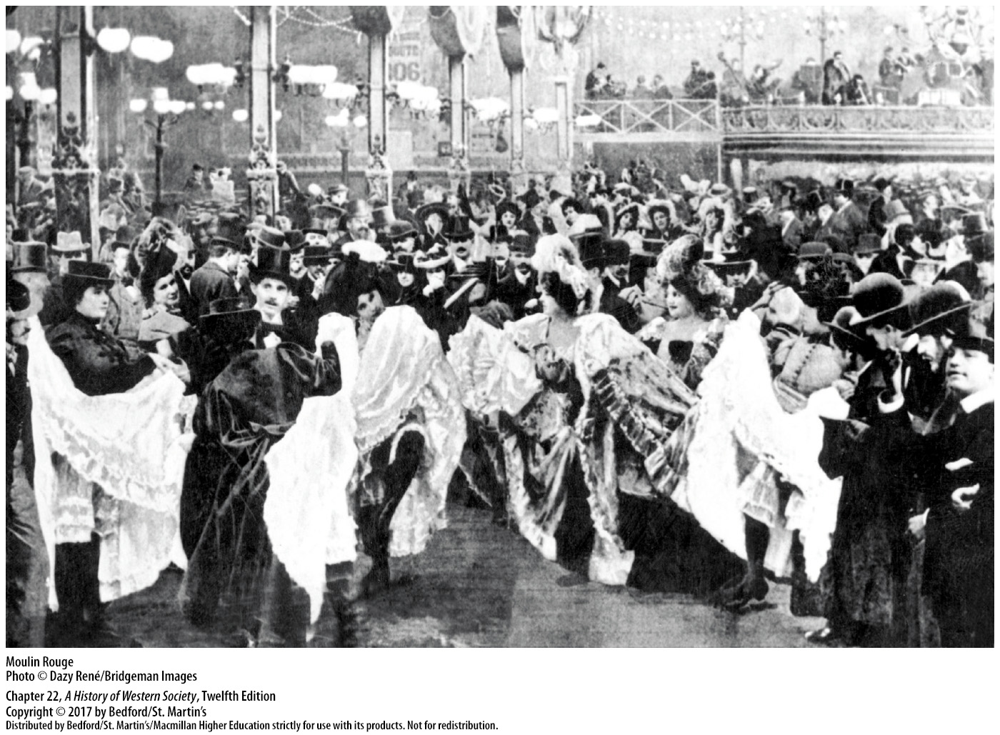 306
Moulin Rouge
Photo © Dazy René/Bridgeman Images
Chapter 22, A History of Western Society, Twelfth Edition
Copyright © 2017 by Bedford/St. Martin's
Distributed by Bedford/St. Martin's/Macmillan Higher Education strictly for use with its products. Not for redistribution.